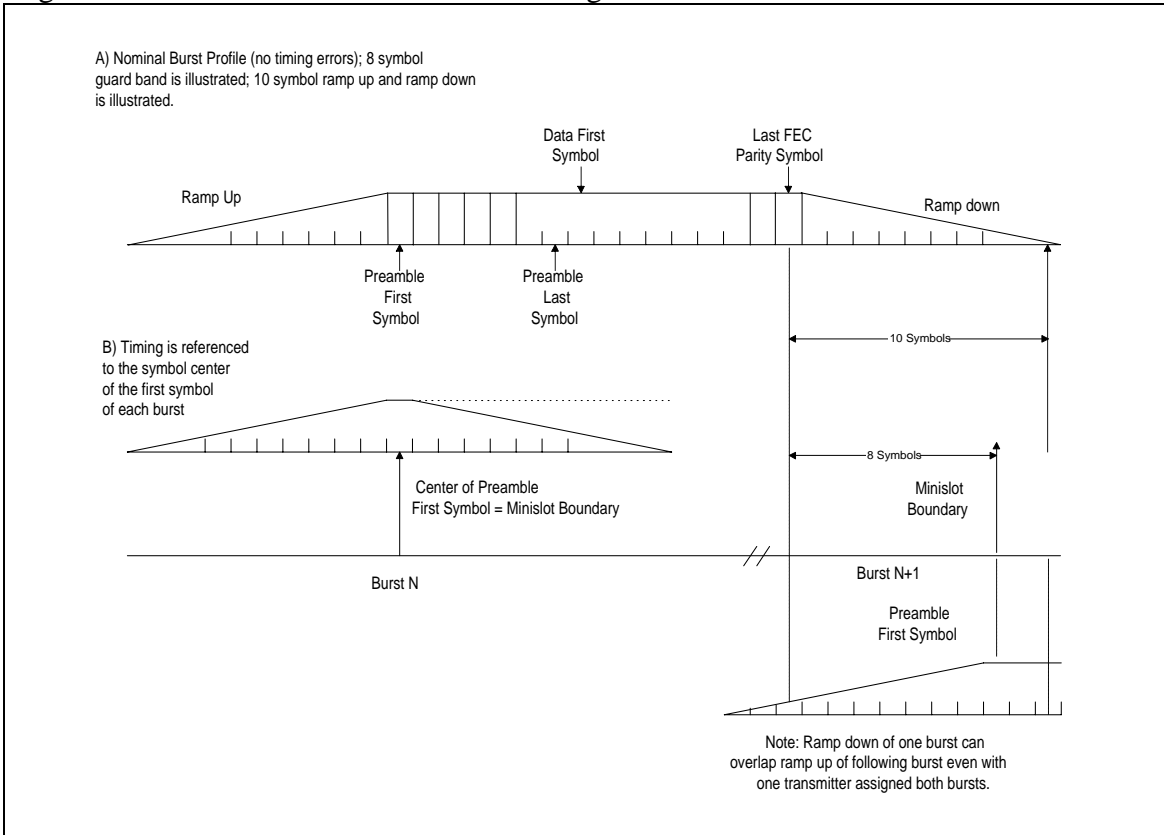 A) Nominal Burst Profile (no timing errors); 8 symbol
guard band is illustrated; 10 symbol ramp up and ramp down
is illustrated.
Data First
Symbol
Last FEC
Parity Symbol
Ramp Up
Ramp down
Preamble
First
Symbol
Preamble
Last
Symbol
10 Symbols
B) Timing is referenced
to the symbol center
of the first symbol
of each burst
8 Symbols
Center of Preamble
First Symbol = Minislot Boundary
Minislot
Boundary
Burst N
Burst N+1
Preamble
First Symbol
Note: Ramp down of one burst can
overlap ramp up of following burst even with
one transmitter assigned both bursts.